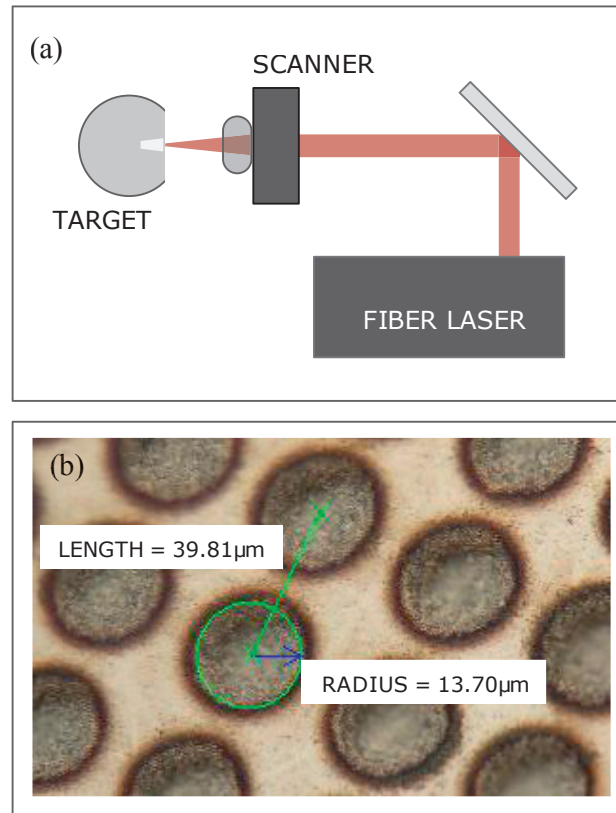 (a)
SCANNER
TARGET
FIBER LASER
(b)
LENGTH = 39.81µm
RADIUS = 13.70µm